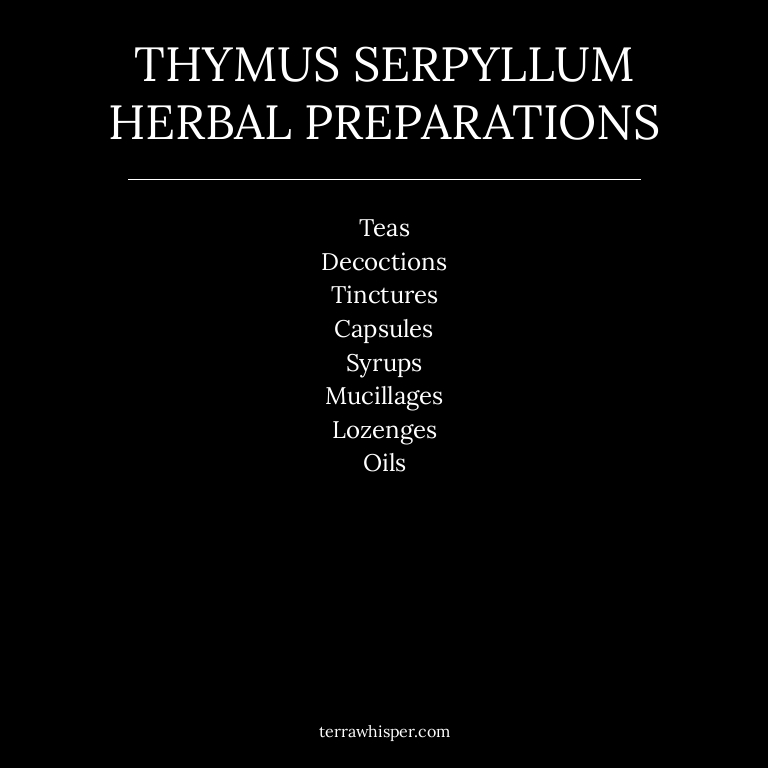 THYMUS SERPYLLUM
HERBAL PREPARATIONS
Teas
Decoctions
Tinctures
Capsules
Syrups
Mucillages
Lozenges
Oils
terrawhisper.com